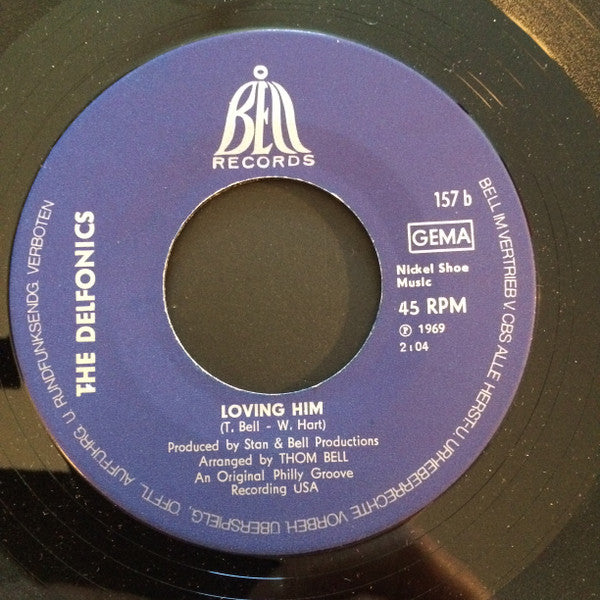 BELL
RECORDS
157 b
GEMA
Nickel Shoe
Music
45 RPM
℗ 1969
2:04
THE DELFONICS
LOVING HIM
(T. Bell - W. Hart)
Produced by Stan & Bell Productions
Arranged by THOM BELL
An Original Philly Groove
Recording USA
BELL IM VERTRIEB V. CBS ALLE HERST-U. URHEBERRECHTE VORBEH. ÜBERSPIELG, ÖFFTL. AUFFÜHRG. U. RUNDFUNKSENDG. VERBOTEN